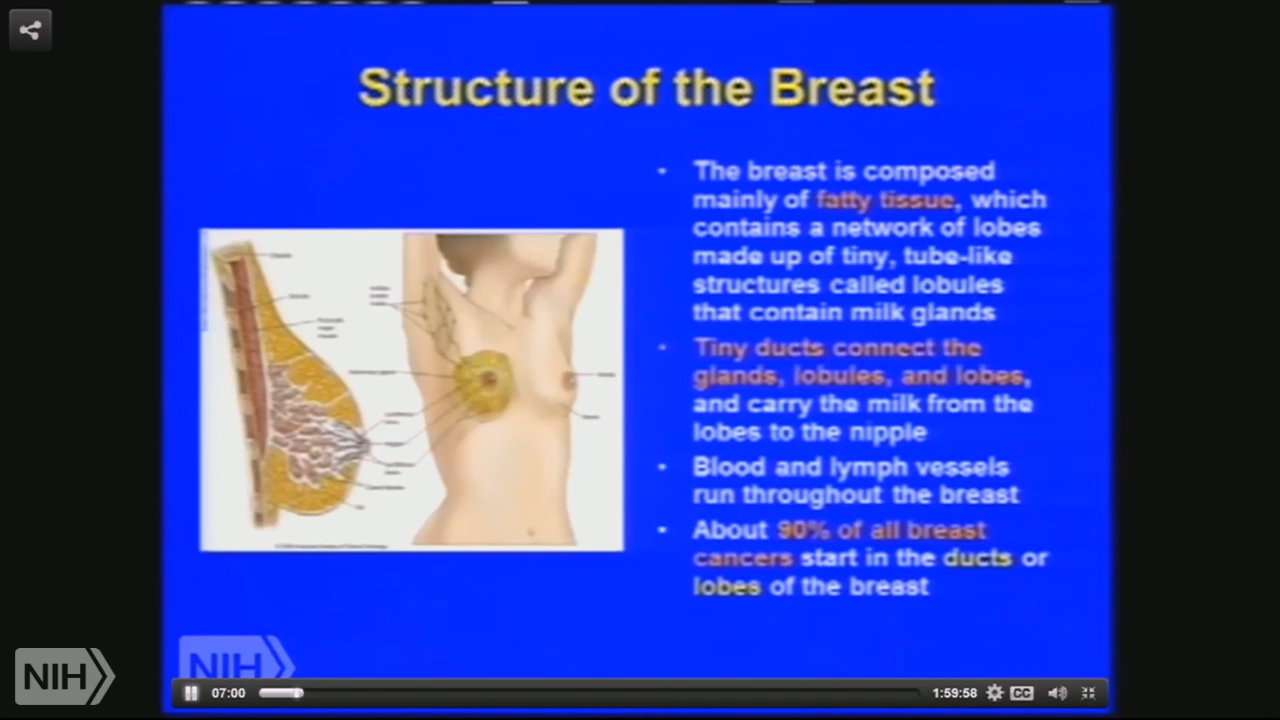 Structure of the Breast
• The breast is composed
mainly of fatty tissue, which
contains a network of lobes
made up of tiny, tube-like
structures called lobules
that contain milk glands
• Tiny ducts connect the
glands, lobules, and lobes,
and carry the milk from the
lobes to the nipple
• Blood and lymph vessels
run throughout the breast
• About 90% of all breast
cancers start in the ducts or
lobes of the breast
NIH
NIH
07:00
1:59:58
CC